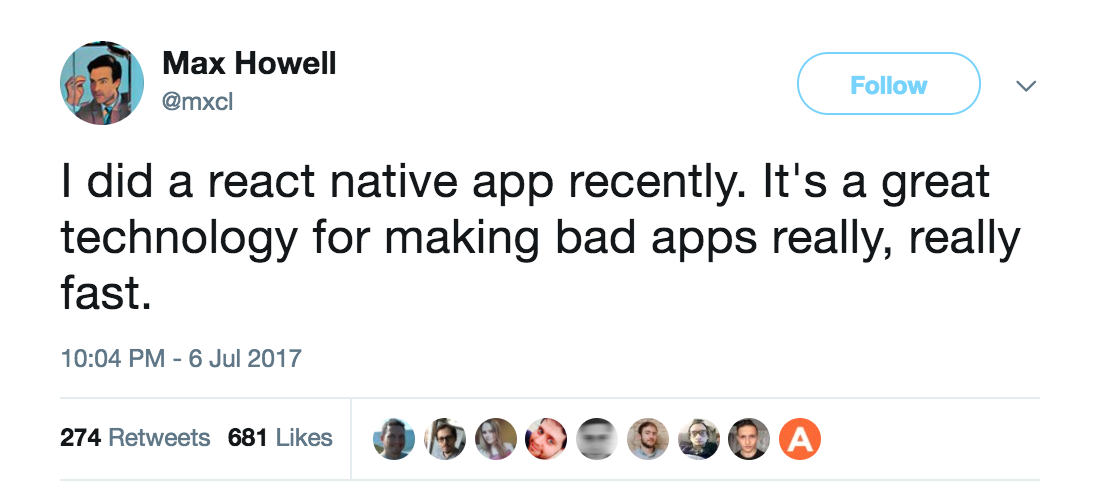 Max Howell
@mxcl
Follow
I did a react native app recently. It's a great
technology for making bad apps really, really
fast.
10:04 PM - 6 Jul 2017
274 Retweets 681 Likes
A